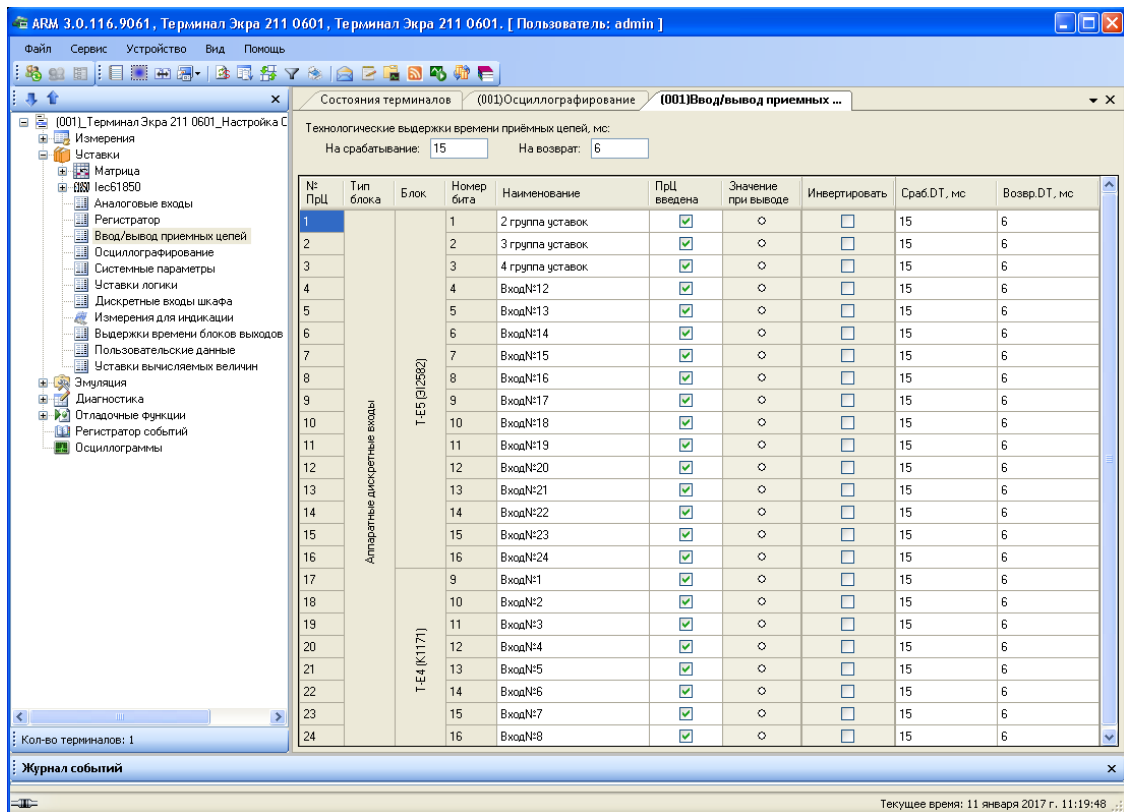 ARM 3.0.116.9061, Терминал Экра 211 0601, Терминал Экра 211 0601. [ Пользователь: admin ]
Файл Сервис Устройство Вид Помощь
Состояния терминалов (001)Осциллографирование (001)Ввод/вывод приемных ...
(001)_Терминал Экра 211 0601_Настройка С
Измерения
Уставки
Матрица
Iec61850
Аналоговые входы
Регистратор
Ввод/вывод приемных цепей
Осциллографирование
Системные параметры
Уставки логики
Дискретные входы шкафа
Измерения для индикации
Выдержки времени блоков выходов
Пользовательские данные
Уставки вычисляемых величин
Эмуляция
Диагностика
Отладочные функции
Регистратор событий
Осциллограммы
Кол-во терминалов: 1
Технологические выдержки времени приёмных цепей, мс:
На срабатывание: 15 На возврат: 6
№ ПрЦ Тип блока Блок Номер бита Наименование ПрЦ введена Значение при выводе Инвертировать Сраб.DT, мс Возвр.DT, мс
Аппаратные дискретные входы
T-E5 (ЭI2582)
1 1 2 группа уставок 15 6
2 2 3 группа уставок 15 6
3 3 4 группа уставок 15 6
4 4 Вход№12 15 6
5 5 Вход№13 15 6
6 6 Вход№14 15 6
7 7 Вход№15 15 6
8 8 Вход№16 15 6
9 9 Вход№17 15 6
10 10 Вход№18 15 6
11 11 Вход№19 15 6
12 12 Вход№20 15 6
13 13 Вход№21 15 6
14 14 Вход№22 15 6
15 15 Вход№23 15 6
16 16 Вход№24 15 6
T-E4 (K1171)
17 9 Вход№1 15 6
18 10 Вход№2 15 6
19 11 Вход№3 15 6
20 12 Вход№4 15 6
21 13 Вход№5 15 6
22 14 Вход№6 15 6
23 15 Вход№7 15 6
24 16 Вход№8 15 6
Журнал событий
Текущее время: 11 января 2017 г. 11:19:48